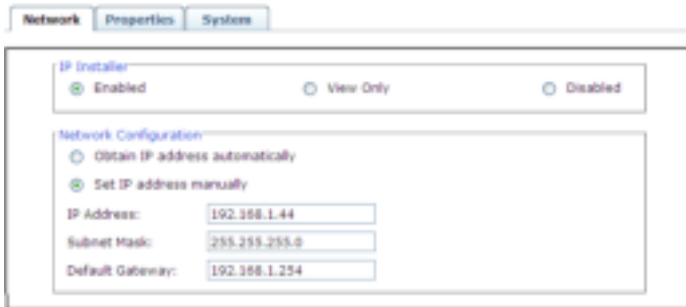 Network Properties System
IP Installer
Enabled View Only Disabled
Network Configuration
Obtain IP address automatically
Set IP address manually
IP Address: 192.168.1.44
Subnet Mask: 255.255.255.0
Default Gateway: 192.168.1.254